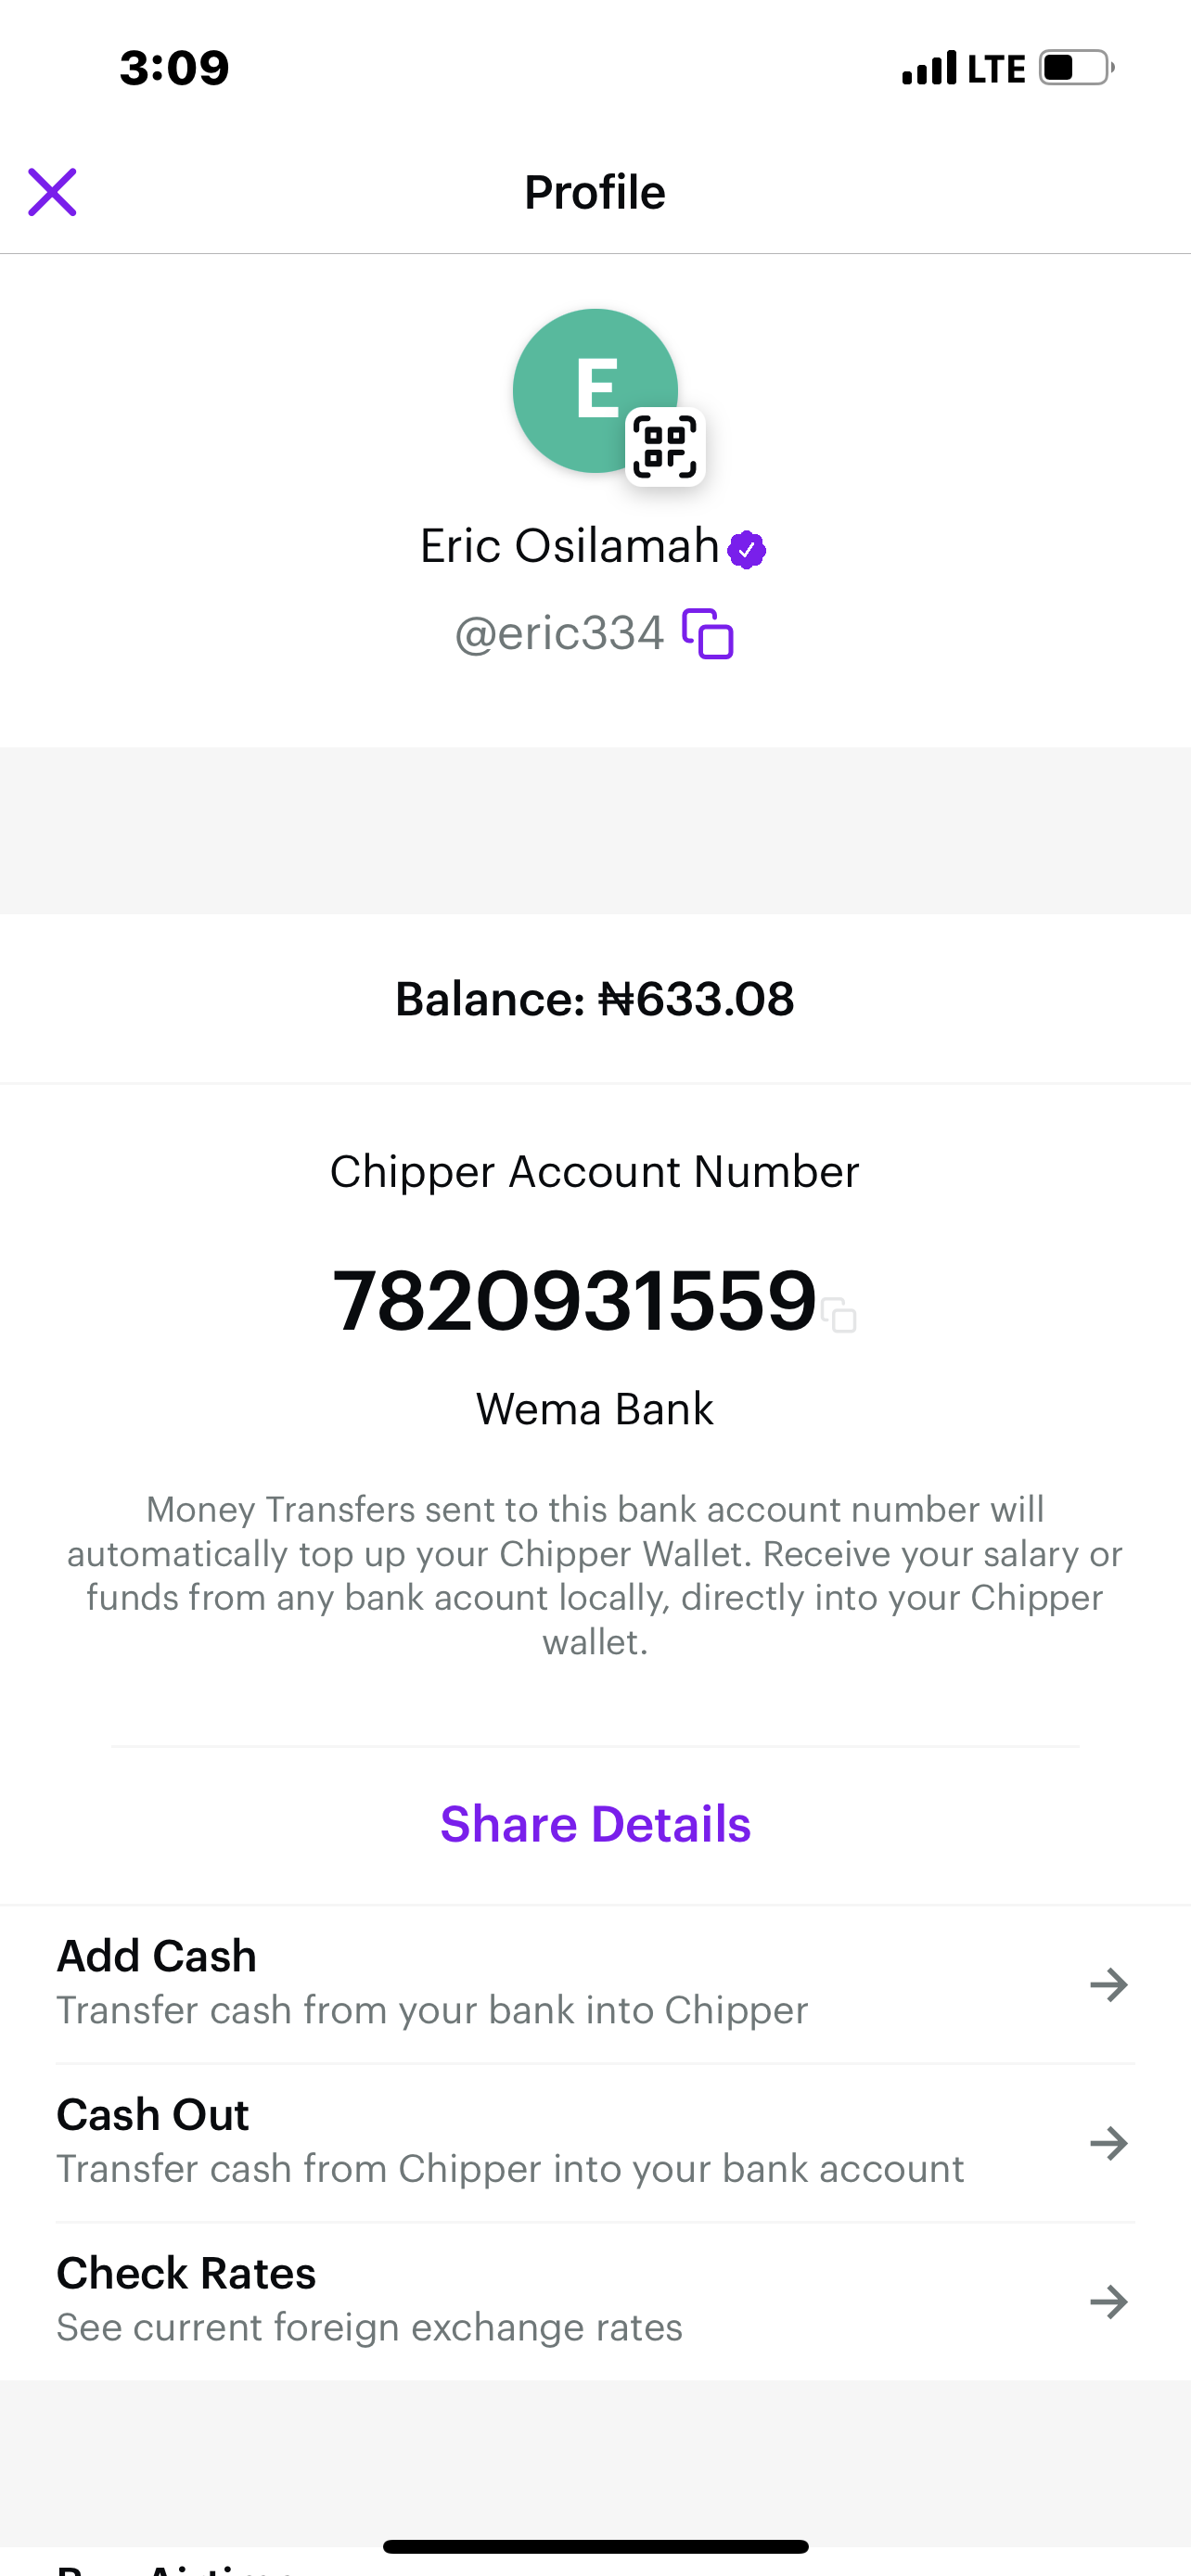 3:09
LTE
Profile
E
Eric Osilamah
@eric334
Balance: ₦633.08
Chipper Account Number
7820931559
Wema Bank
Money Transfers sent to this bank account number will
automatically top up your Chipper Wallet. Receive your salary or
funds from any bank acount locally, directly into your Chipper
wallet.
Share Details
Add Cash
Transfer cash from your bank into Chipper
Cash Out
Transfer cash from Chipper into your bank account
Check Rates
See current foreign exchange rates